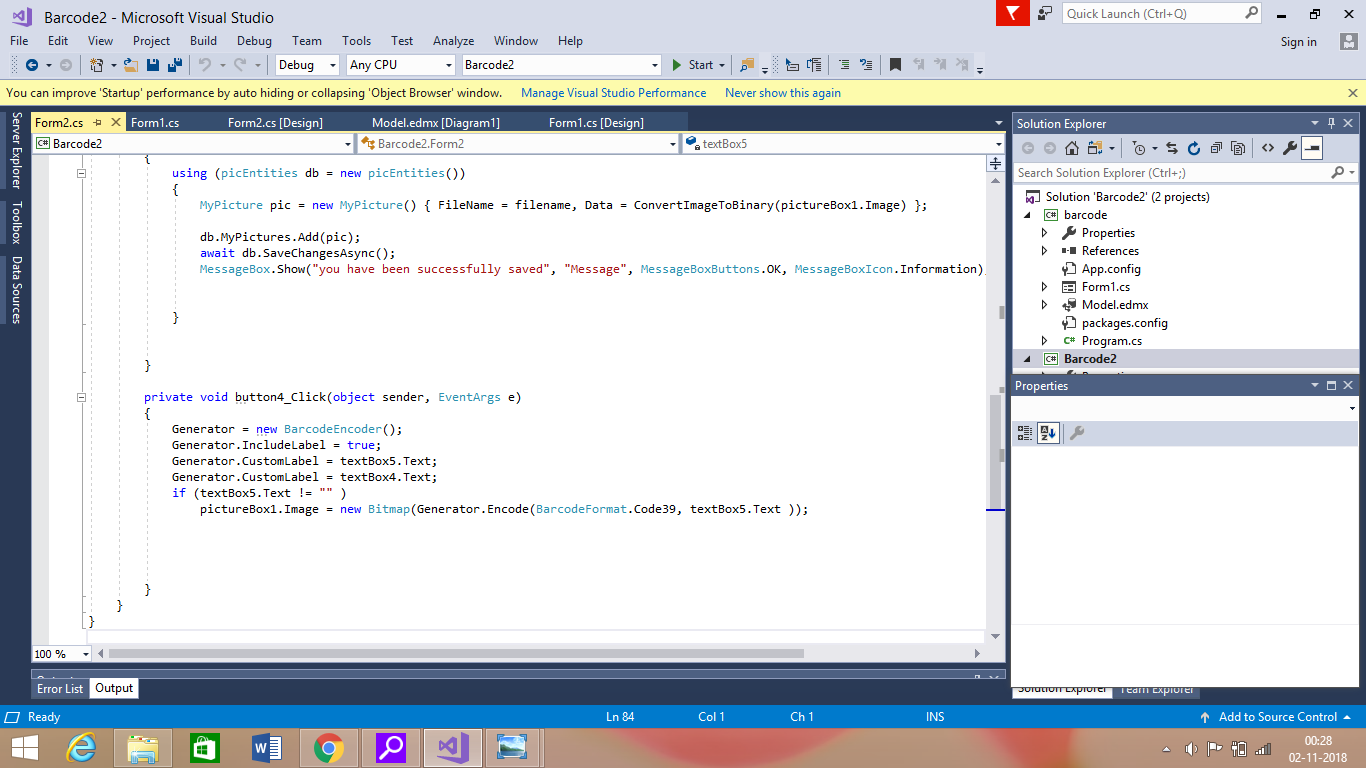 Barcode2 - Microsoft Visual Studio
Quick Launch (Ctrl+Q)
File Edit View Project Build Debug Team Tools Test Analyze Window Help
Sign in
Debug Any CPU Barcode2 Start
You can improve 'Startup' performance by auto hiding or collapsing 'Object Browser' window. Manage Visual Studio Performance Never show this again
Server Explorer
Toolbox
Data Sources
Form2.cs Form1.cs Form2.cs [Design] Model.edmx [Diagram1] Form1.cs [Design]
C# Barcode2 Barcode2.Form2 textBox5
{
using (picEntities db = new picEntities())
{
MyPicture pic = new MyPicture() { FileName = filename, Data = ConvertImageToBinary(pictureBox1.Image) };
db.MyPictures.Add(pic);
await db.SaveChangesAsync();
MessageBox.Show("you have been successfully saved", "Message", MessageBoxButtons.OK, MessageBoxIcon.Information)
}
}
private void button4_Click(object sender, EventArgs e)
{
Generator = new BarcodeEncoder();
Generator.IncludeLabel = true;
Generator.CustomLabel = textBox5.Text;
Generator.CustomLabel = textBox4.Text;
if (textBox5.Text != "" )
pictureBox1.Image = new Bitmap(Generator.Encode(BarcodeFormat.Code39, textBox5.Text ));
}
}
}
100 %
Error List Output
Solution Explorer
Search Solution Explorer (Ctrl+;)
Solution 'Barcode2' (2 projects)
C# barcode
Properties
References
App.config
Form1.cs
Model.edmx
packages.config
C# Program.cs
C# Barcode2
Properties
Solution Explorer Team Explorer
Ready Ln 84 Col 1 Ch 1 INS Add to Source Control
00:28
02-11-2018